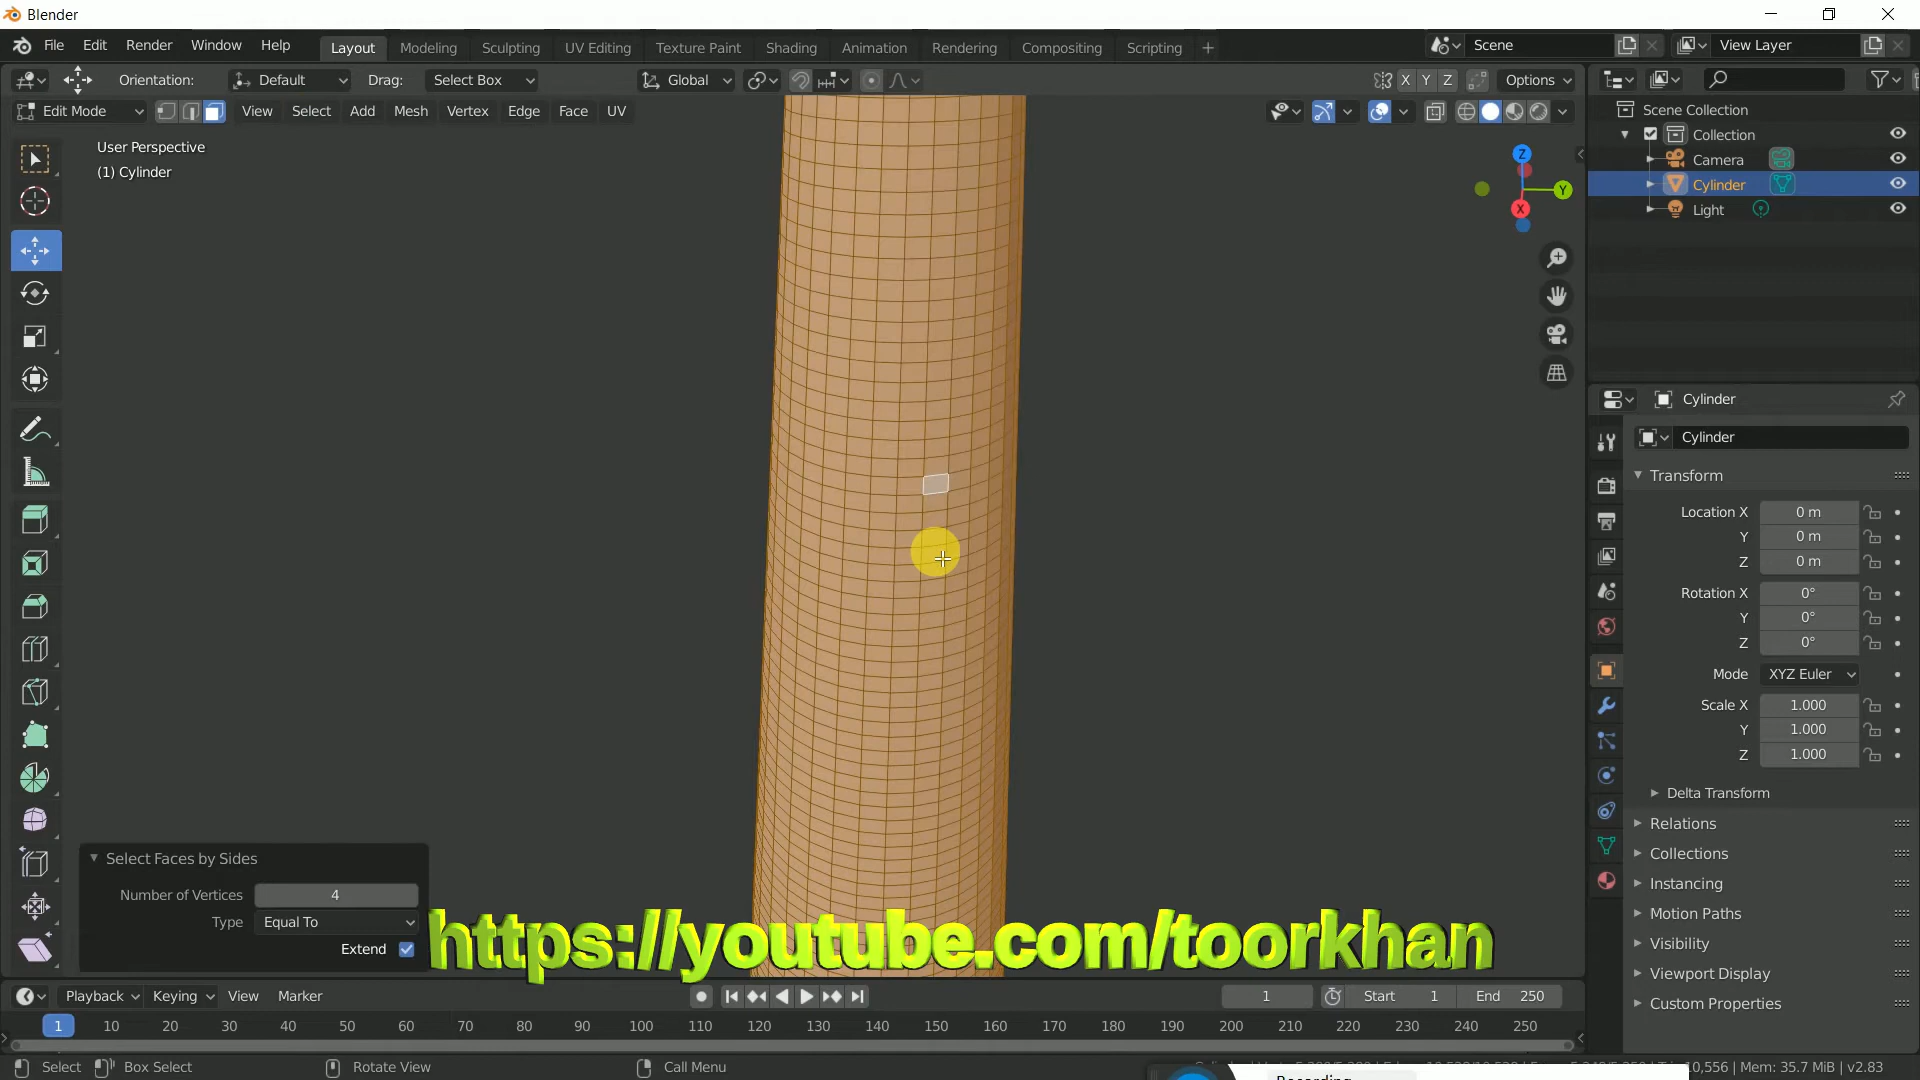 Blender
File Edit Render Window Help Layout Modeling Sculpting UV Editing Texture Paint Shading Animation Rendering Compositing Scripting + Scene View Layer
Orientation: Default Drag: Select Box Global X Y Z Options
Edit Mode View Select Add Mesh Vertex Edge Face UV
Scene Collection
Collection
Camera
Cylinder
Light
User Perspective
(1) Cylinder
Z
Y
X
Cylinder
Cylinder
Transform
Location X 0 m
Y 0 m
Z 0 m
Rotation X 0°
Y 0°
Z 0°
Mode XYZ Euler
Scale X 1.000
Y 1.000
Z 1.000
Delta Transform
Relations
Collections
Instancing
Motion Paths
Visibility
Viewport Display
Custom Properties
Select Faces by Sides
Number of Vertices 4
Type Equal To
Extend
https://youtube.com/toorkhan
Playback Keying View Marker 1 Start 1 End 250
1 10 20 30 40 50 60 70 80 90 100 110 120 130 140 150 160 170 180 190 200 210 220 230 240 250
Select Box Select Rotate View Call Menu 10,556 | Mem: 35.7 MiB | v2.83